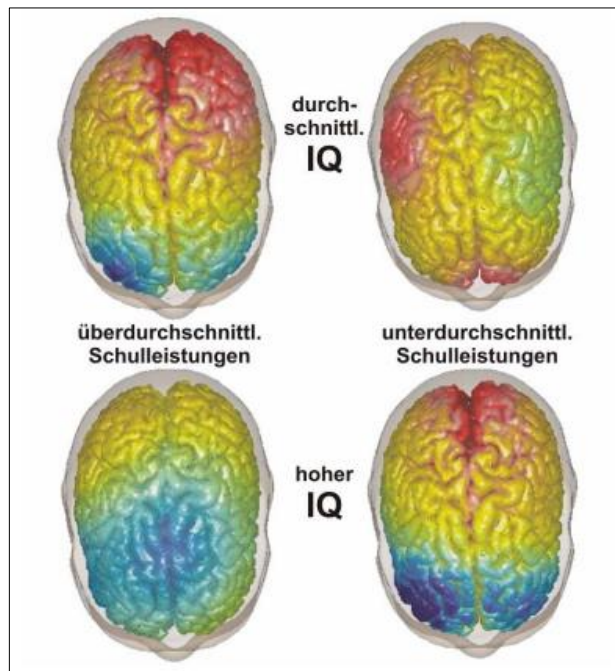 durch-
schnittl.
IQ
überdurchschnittl.
Schulleistungen
unterdurchschnittl.
Schulleistungen
hoher
IQ